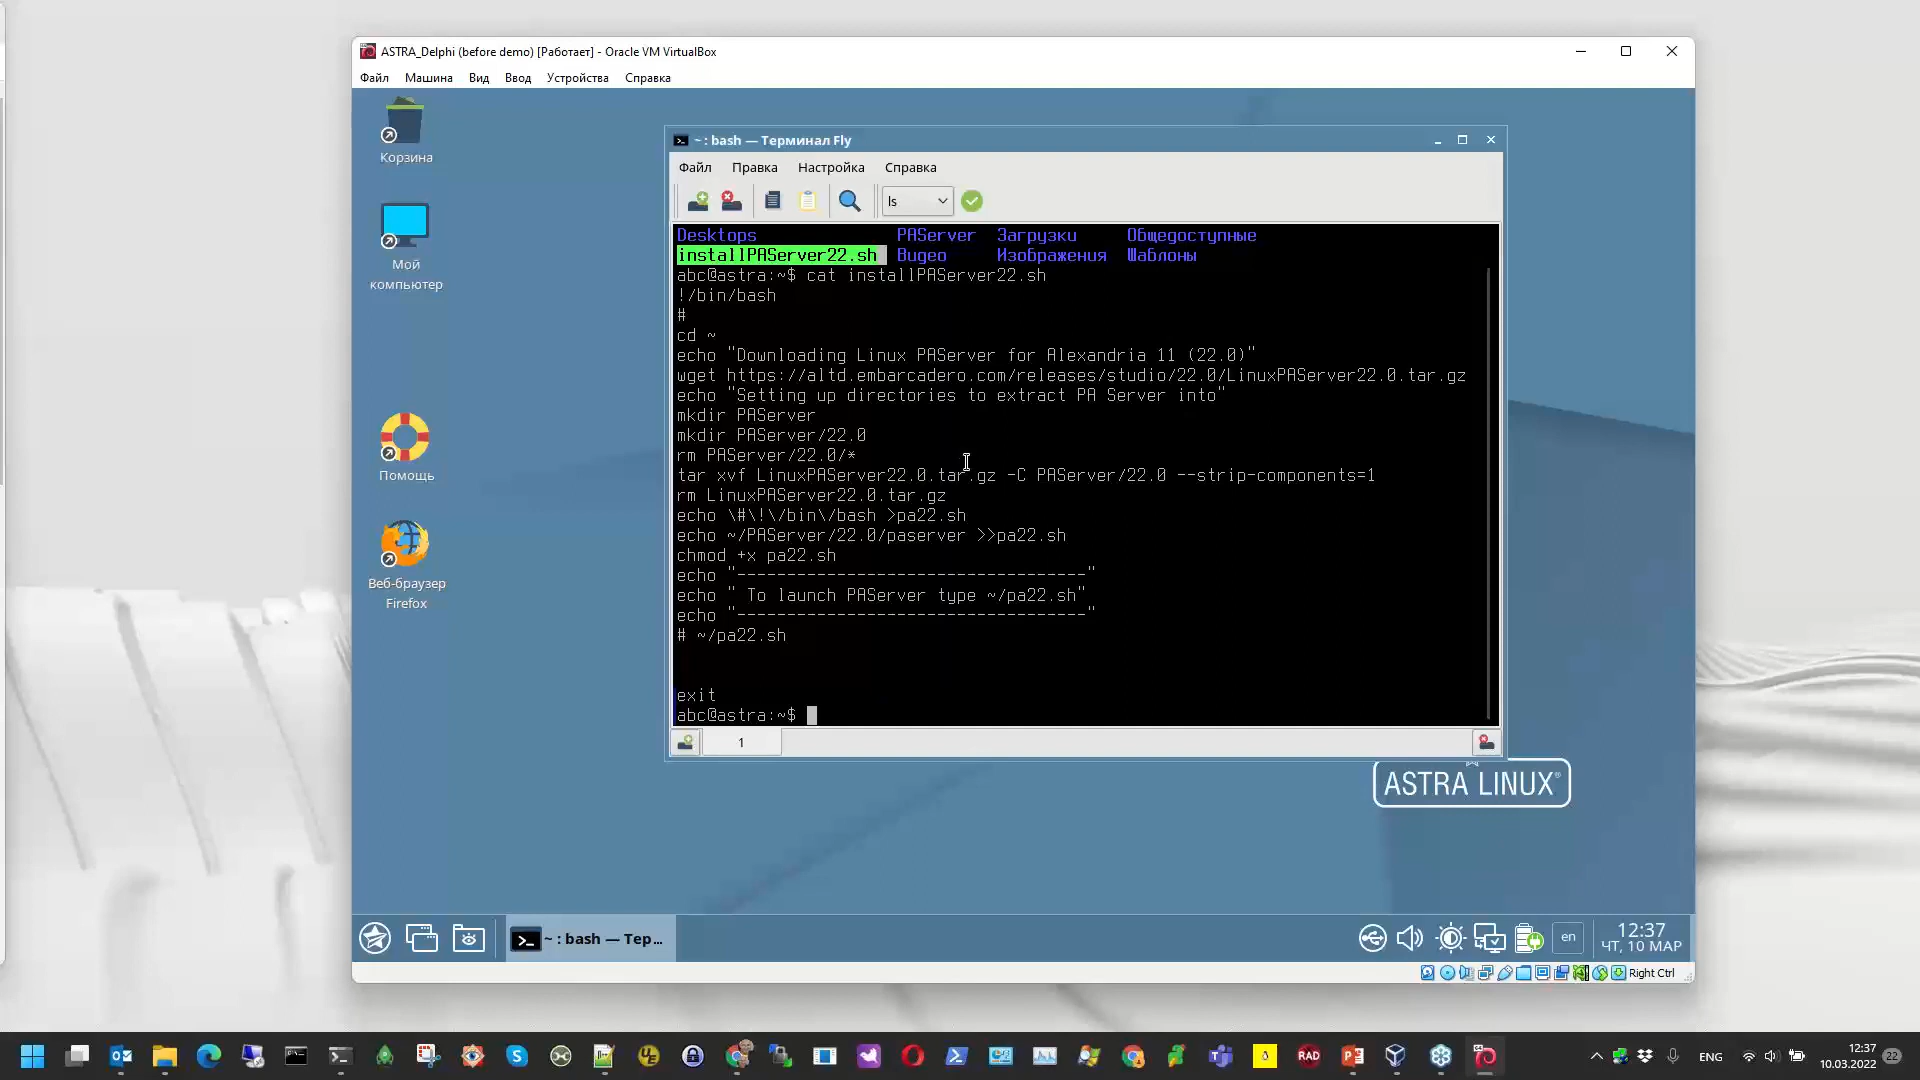 ASTRA_Delphi (before demo) [Работает] - Oracle VM VirtualBox
Файл Машина Вид Ввод Устройства Справка
Корзина
Мой
компьютер
Помощь
Веб-браузер
Firefox
~ : bash — Терминал Fly
Файл Правка Настройка Справка
ls
Desktops PAServer Загрузки Общедоступные
installPAServer22.sh Видео Изображения Шаблоны
abc@astra:~$ cat installPAServer22.sh
!/bin/bash
#
cd ~
echo "Downloading Linux PAServer for Alexandria 11 (22.0)"
wget https://altd.embarcadero.com/releases/studio/22.0/LinuxPAServer22.0.tar.gz
echo "Setting up directories to extract PA Server into"
mkdir PAServer
mkdir PAServer/22.0
rm PAServer/22.0/*
tar xvf LinuxPAServer22.0.tar.gz -C PAServer/22.0 --strip-components=1
rm LinuxPAServer22.0.tar.gz
echo \#\!\/bin\/bash >pa22.sh
echo ~/PAServer/22.0/paserver >>pa22.sh
chmod +x pa22.sh
echo "-----------------------------------"
echo " To launch PAServer type ~/pa22.sh"
echo "-----------------------------------"
# ~/pa22.sh
exit
abc@astra:~$
1
ASTRA LINUX®
~ : bash — Тер...
en
12:37
ЧТ, 10 МАР
Right Ctrl
RAD
ENG
12:37
10.03.2022
22